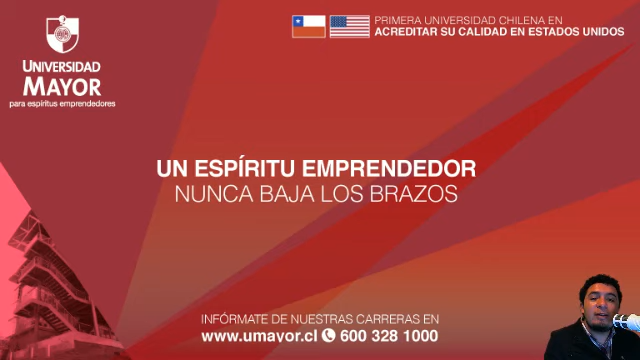 UNIVERSIDAD
MAYOR
para espíritus emprendedores
PRIMERA UNIVERSIDAD CHILENA EN
ACREDITAR SU CALIDAD EN ESTADOS UNIDOS
UN ESPÍRITU EMPRENDEDOR
NUNCA BAJA LOS BRAZOS
INFÓRMATE DE NUESTRAS CARRERAS EN
www.umayor.cl 600 328 1000